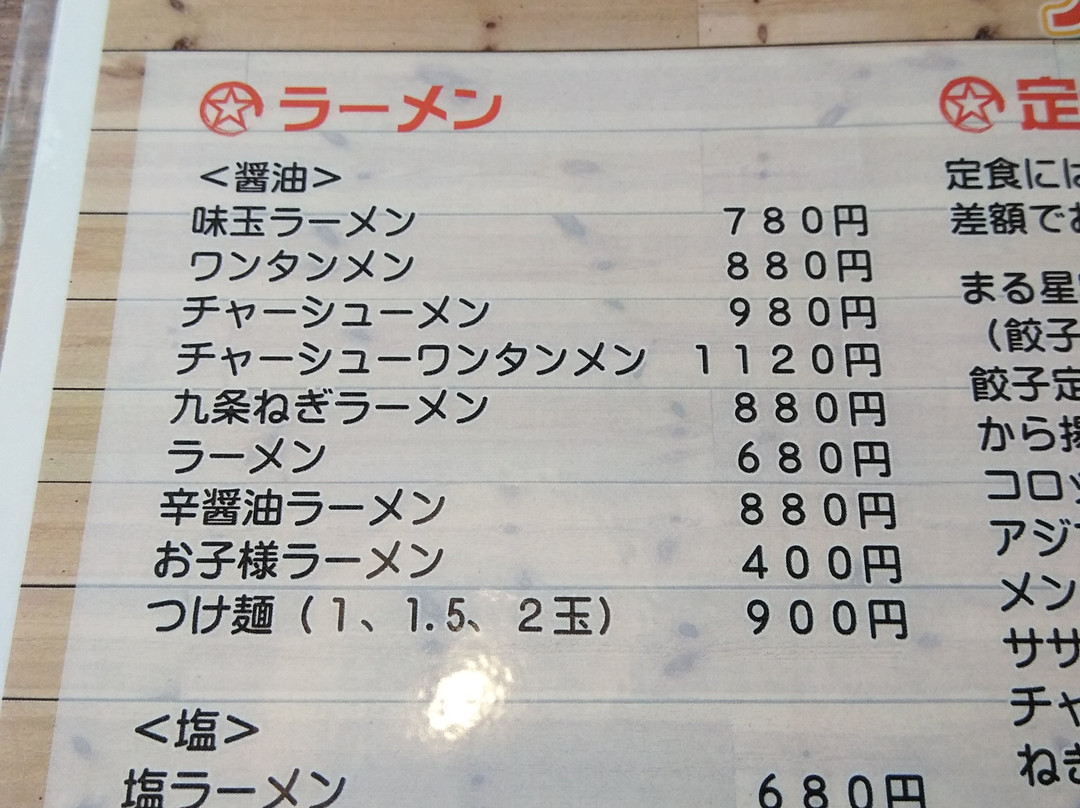 ラーメン
<醤油>
味玉ラーメン 780円
ワンタンメン 880円
チャーシューメン 980円
チャーシューワンタンメン 1120円
九条ねぎラーメン 880円
ラーメン 680円
辛醤油ラーメン 880円
お子様ラーメン 400円
つけ麺(1、1.5、2玉) 900円
<塩>
塩ラーメン 680円
定
定食には
差額でお
まる星
(餃子
餃子定
から揚
コロッ
アジフ
メン
ササ
チャ
ねぎ